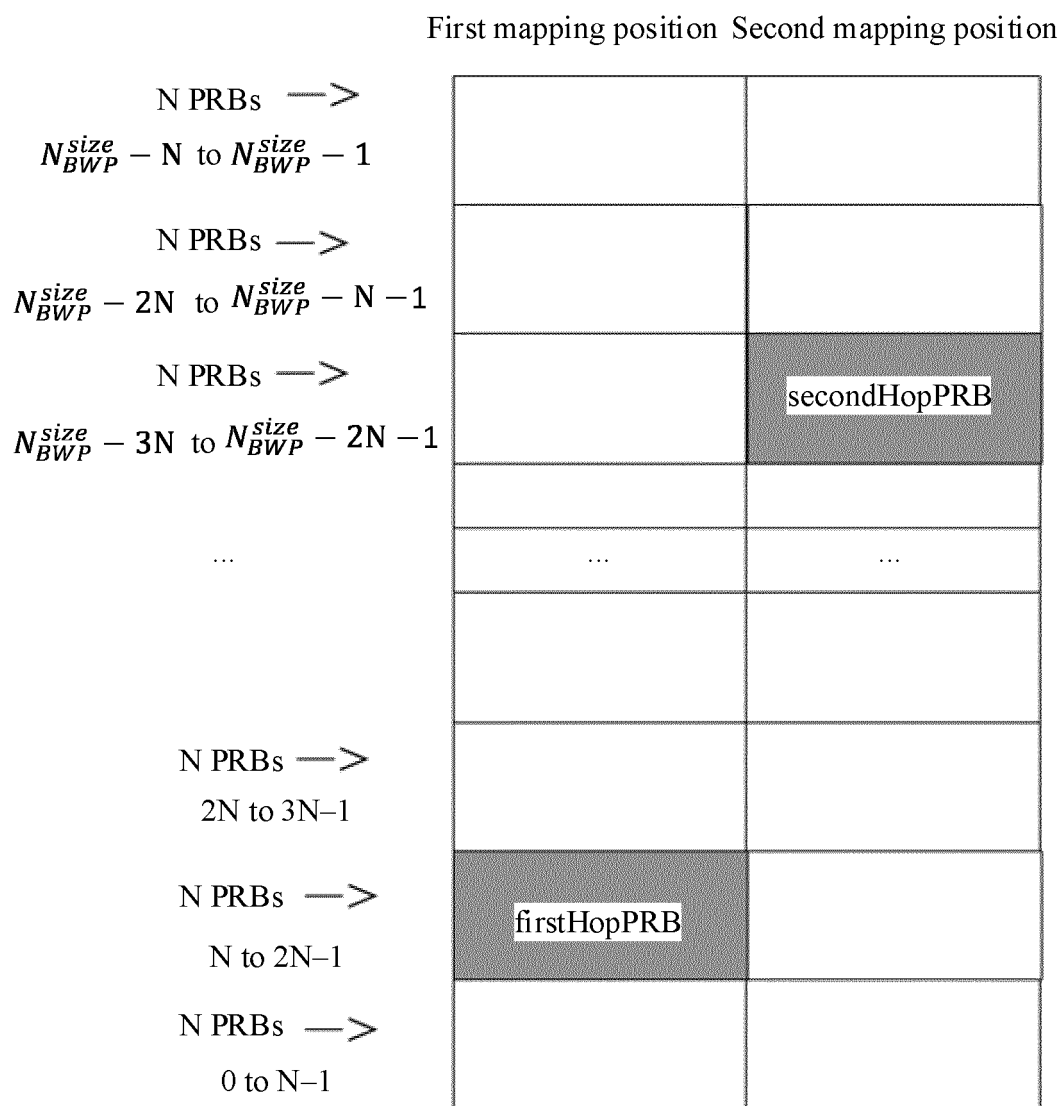 First mapping position Second mapping position
N PRBs —>
N_{BWP}^{size} − N to N_{BWP}^{size} − 1
N PRBs —>
N_{BWP}^{size} − 2N to N_{BWP}^{size} − N −1
N PRBs —>
secondHopPRB
N_{BWP}^{size} − 3N to N_{BWP}^{size} − 2N −1
... ... ...
N PRBs —>
2N to 3N–1
N PRBs —>
firstHopPRB
N to 2N–1
N PRBs —>
0 to N–1